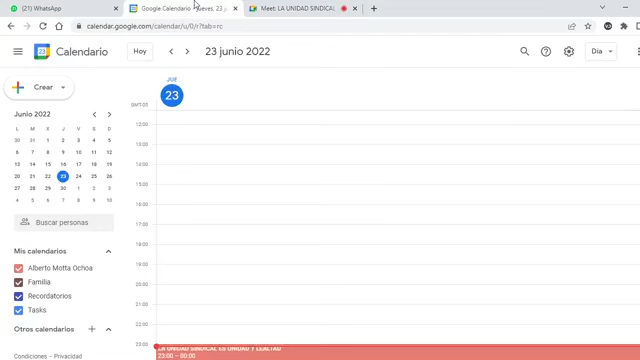 (21) WhatsApp
Google Calendario
Meet: LA UNIDAD SINDICAL
calendar.google.com/calendar/u/0/r?tab=rc
23
Calendario
Hoy
23 junio 2022
Día
Crear
JUE
23
GMT-05
Junio 2022
L M M J V S D
30 31 1 2 3 4 5
6 7 8 9 10 11 12
13 14 15 16 17 18 19
20 21 22 23 24 25 26
27 28 29 30 1 2 3
4 5 6 7 8 9 10
Buscar personas
Mis calendarios
Alberto Motta Ochoa
Familia
Recordatorios
Tasks
Otros calendarios
Condiciones – Privacidad
12:00
13:00
14:00
15:00
16:00
17:00
18:00
19:00
20:00
21:00
22:00
23:00
LA UNIDAD SINDICAL ES UNIDAD Y LEALTAD
23:00 – 00:00